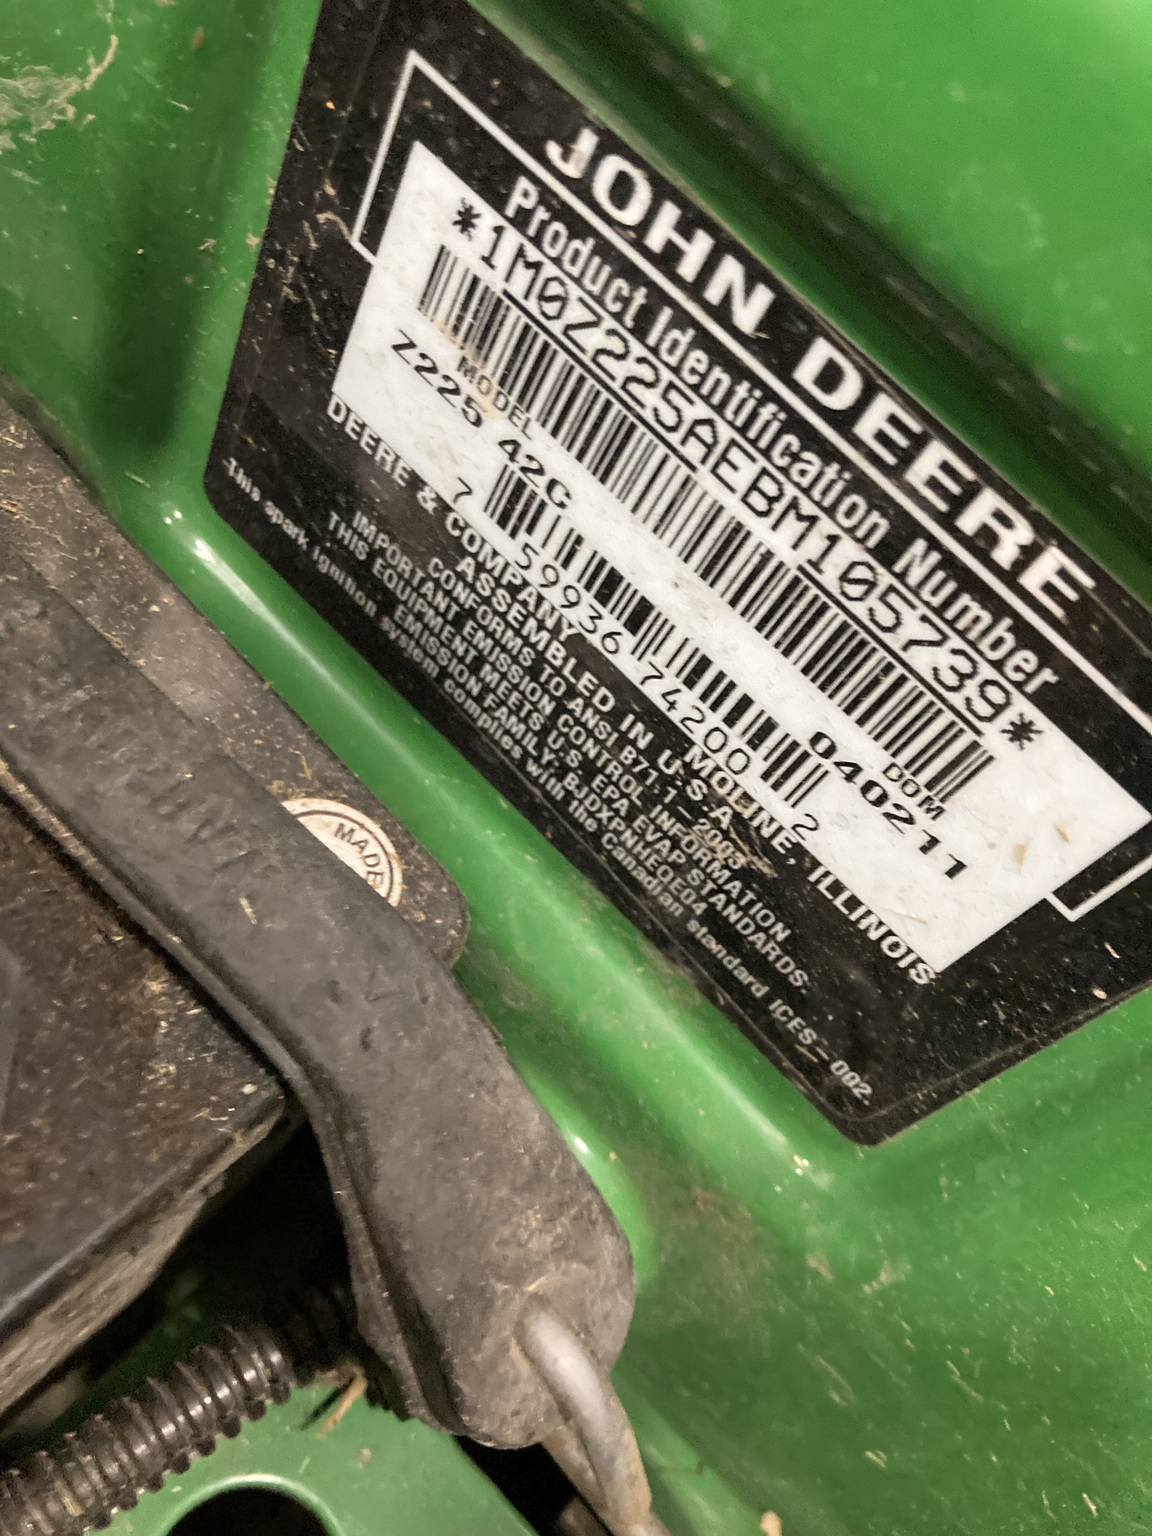 JOHN DEERE
Product Identification Number
*1M0Z225AEBM105739*
MODEL DOM
Z225 42C 040211
7 59936 74200 2
DEERE & COMPANY MOLINE, ILLINOIS
ASSEMBLED IN U.S.A.
IMPORTANT EMISSION CONTROL INFORMATION
CONFORMS TO ANSI B71.1-2003
THIS EQUIPMENT MEETS U.S. EPA EVAP STANDARDS.
EMISSION FAMILY:
This spark ignition system complies with the Canadian standard ICES-002
MADE